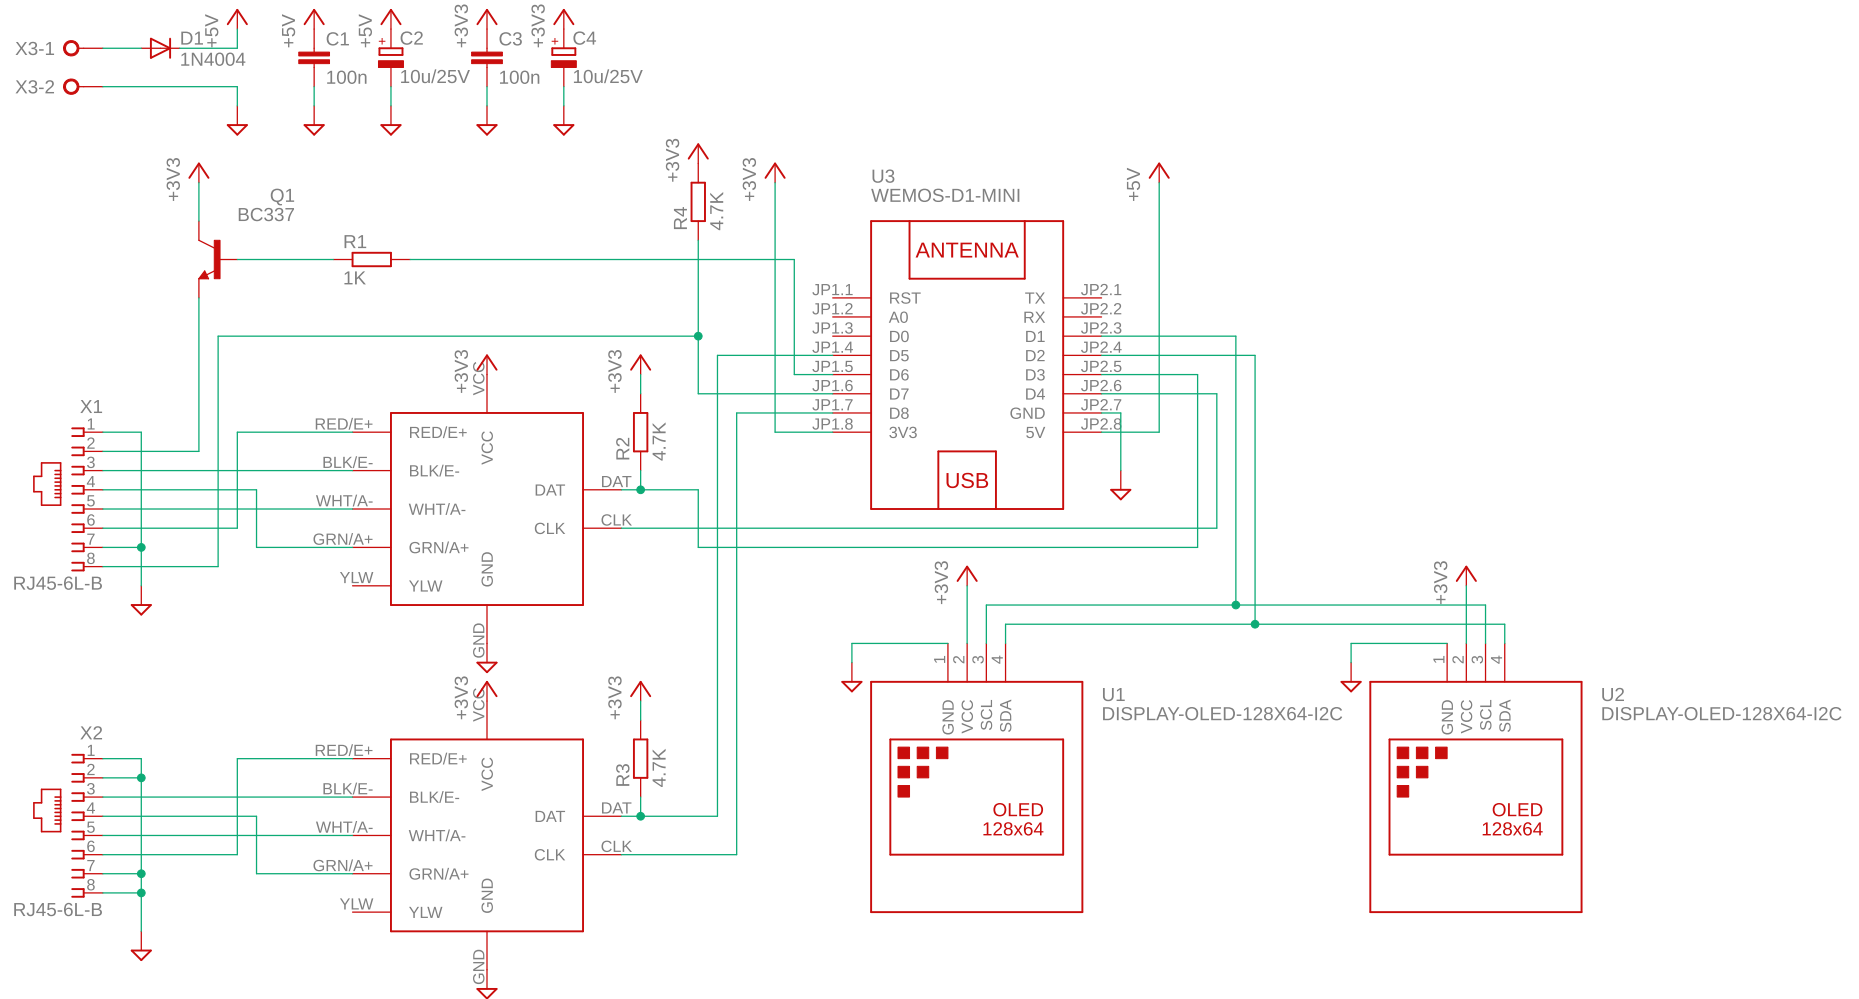 X3-1
X3-2
D1
1N4004
+5V
+5V
C1
100n
+5V
+
C2
10u/25V
+3V3
C3
100n
+3V3
+
C4
10u/25V
+3V3
Q1
BC337
R1
1K
+3V3
R4
4.7K
+3V3
U3
WEMOS-D1-MINI
ANTENNA
JP1.1 RST TX JP2.1
JP1.2 A0 RX JP2.2
JP1.3 D0 D1 JP2.3
JP1.4 D5 D2 JP2.4
JP1.5 D6 D3 JP2.5
JP1.6 D7 D4 JP2.6
JP1.7 D8 GND JP2.7
JP1.8 3V3 5V JP2.8
USB
+5V
X1
1
2
3
4
5
6
7
8
RJ45-6L-B
+3V3
VCC
VCC
RED/E+ RED/E+
BLK/E- BLK/E-
WHT/A- WHT/A-
GRN/A+ GRN/A+
YLW YLW
DAT DAT
CLK CLK
GND
GND
+3V3
R2
4.7K
X2
1
2
3
4
5
6
7
8
RJ45-6L-B
+3V3
VCC
VCC
RED/E+ RED/E+
BLK/E- BLK/E-
WHT/A- WHT/A-
GRN/A+ GRN/A+
YLW YLW
DAT DAT
CLK CLK
GND
GND
+3V3
R3
4.7K
+3V3
1 2 3 4
GND VCC SCL SDA
U1
DISPLAY-OLED-128X64-I2C
OLED
128x64
+3V3
1 2 3 4
GND VCC SCL SDA
U2
DISPLAY-OLED-128X64-I2C
OLED
128x64